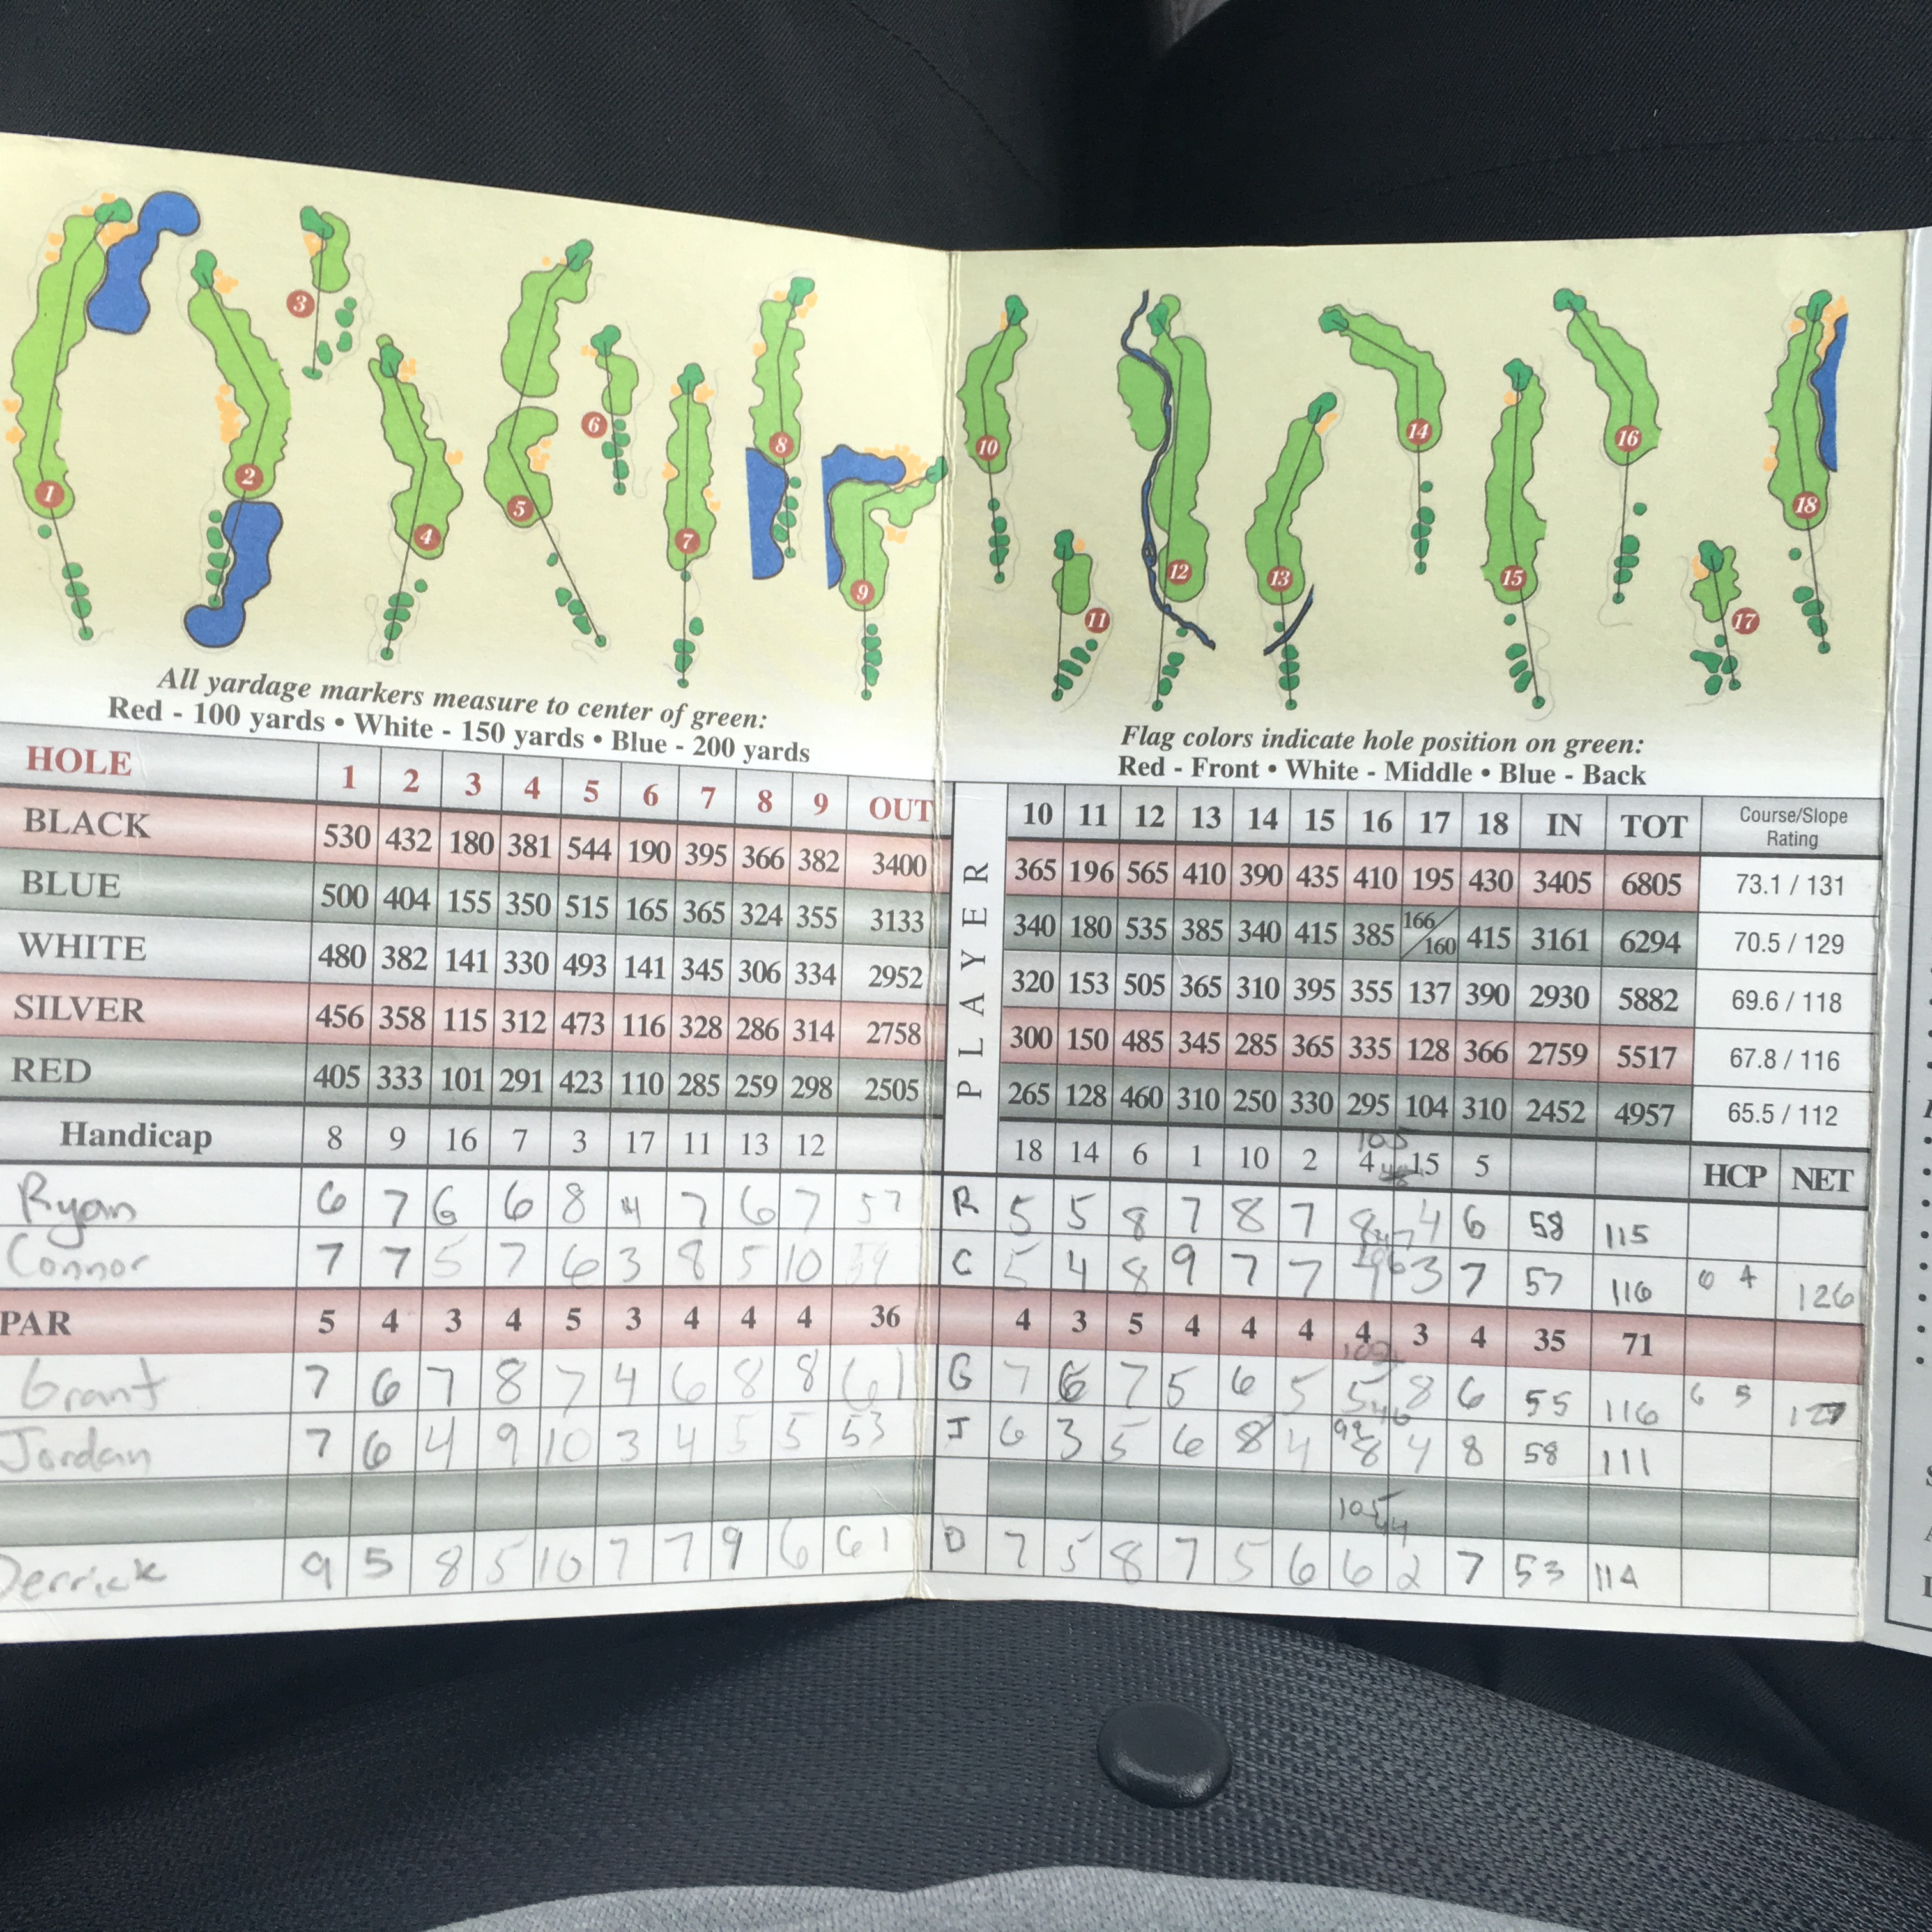 3
6
8
1
2
4
5
7
9
10
11
12
13
14
15
16
17
18
All yardage markers measure to center of green:
Red - 100 yards • White - 150 yards • Blue - 200 yards
Flag colors indicate hole position on green:
Red - Front • White - Middle • Blue - Back
PLAYER
HOLE 1 2 3 4 5 6 7 8 9 OUT 10 11 12 13 14 15 16 17 18 IN TOT Course/Slope Rating
BLACK 530 432 180 381 544 190 395 366 382 3400 365 196 565 410 390 435 410 195 430 3405 6805 73.1 / 131
BLUE 500 404 155 350 515 165 365 324 355 3133 340 180 535 385 340 415 385 166/160 415 3161 6294 70.5 / 129
WHITE 480 382 141 330 493 141 345 306 334 2952 320 153 505 365 310 395 355 137 390 2930 5882 69.6 / 118
SILVER 456 358 115 312 473 116 328 286 314 2758 300 150 485 345 285 365 335 128 366 2759 5517 67.8 / 116
RED 405 333 101 291 423 110 285 259 298 2505 265 128 460 310 250 330 295 104 310 2452 4957 65.5 / 112
Handicap 8 9 16 7 3 17 11 13 12 18 14 6 1 10 2 4 15 5 HCP NET
Ryan 6 7 6 6 8 4 7 6 7 57 R 5 5 8 7 8 7 8 4 6 58 115
Connor 7 7 5 7 6 3 8 5 10 59 C 5 4 8 9 7 7 7 3 7 57 116 6 4 126
PAR 5 4 3 4 5 3 4 4 4 36 4 3 5 4 4 4 4 3 4 35 71
Grant 7 6 7 8 7 4 6 8 8 61 G 7 6 7 5 6 5 5 8 6 55 116 6 5 127
Jordan 7 6 4 9 10 3 4 5 5 53 J 6 3 5 6 8 4 8 4 8 58 111
105
44
Derrick 9 5 8 5 10 7 7 9 6 61 D 7 5 8 7 5 6 6 2 7 53 114